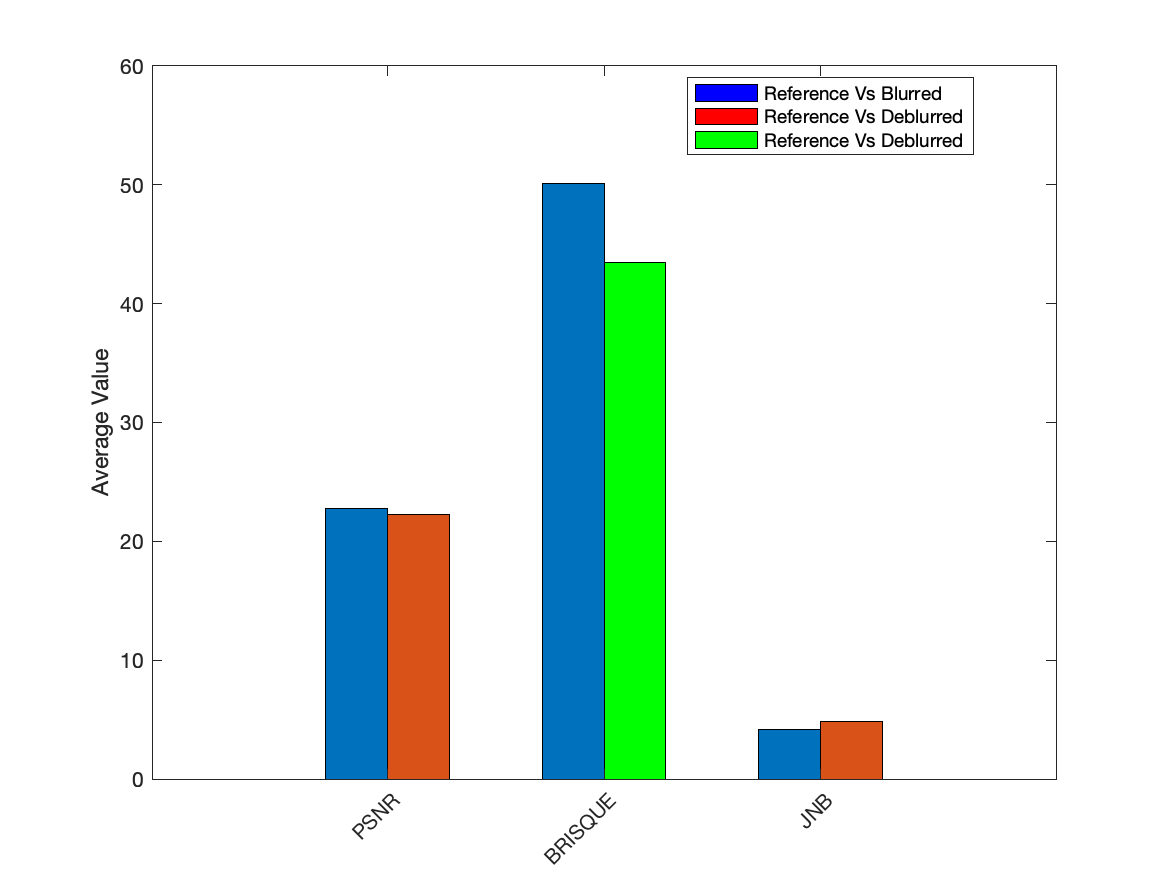 60
50
40
30
20
10
0
Average Value
Reference Vs Blurred
Reference Vs Deblurred
Reference Vs Deblurred
PSNR
BRISQUE
JNB